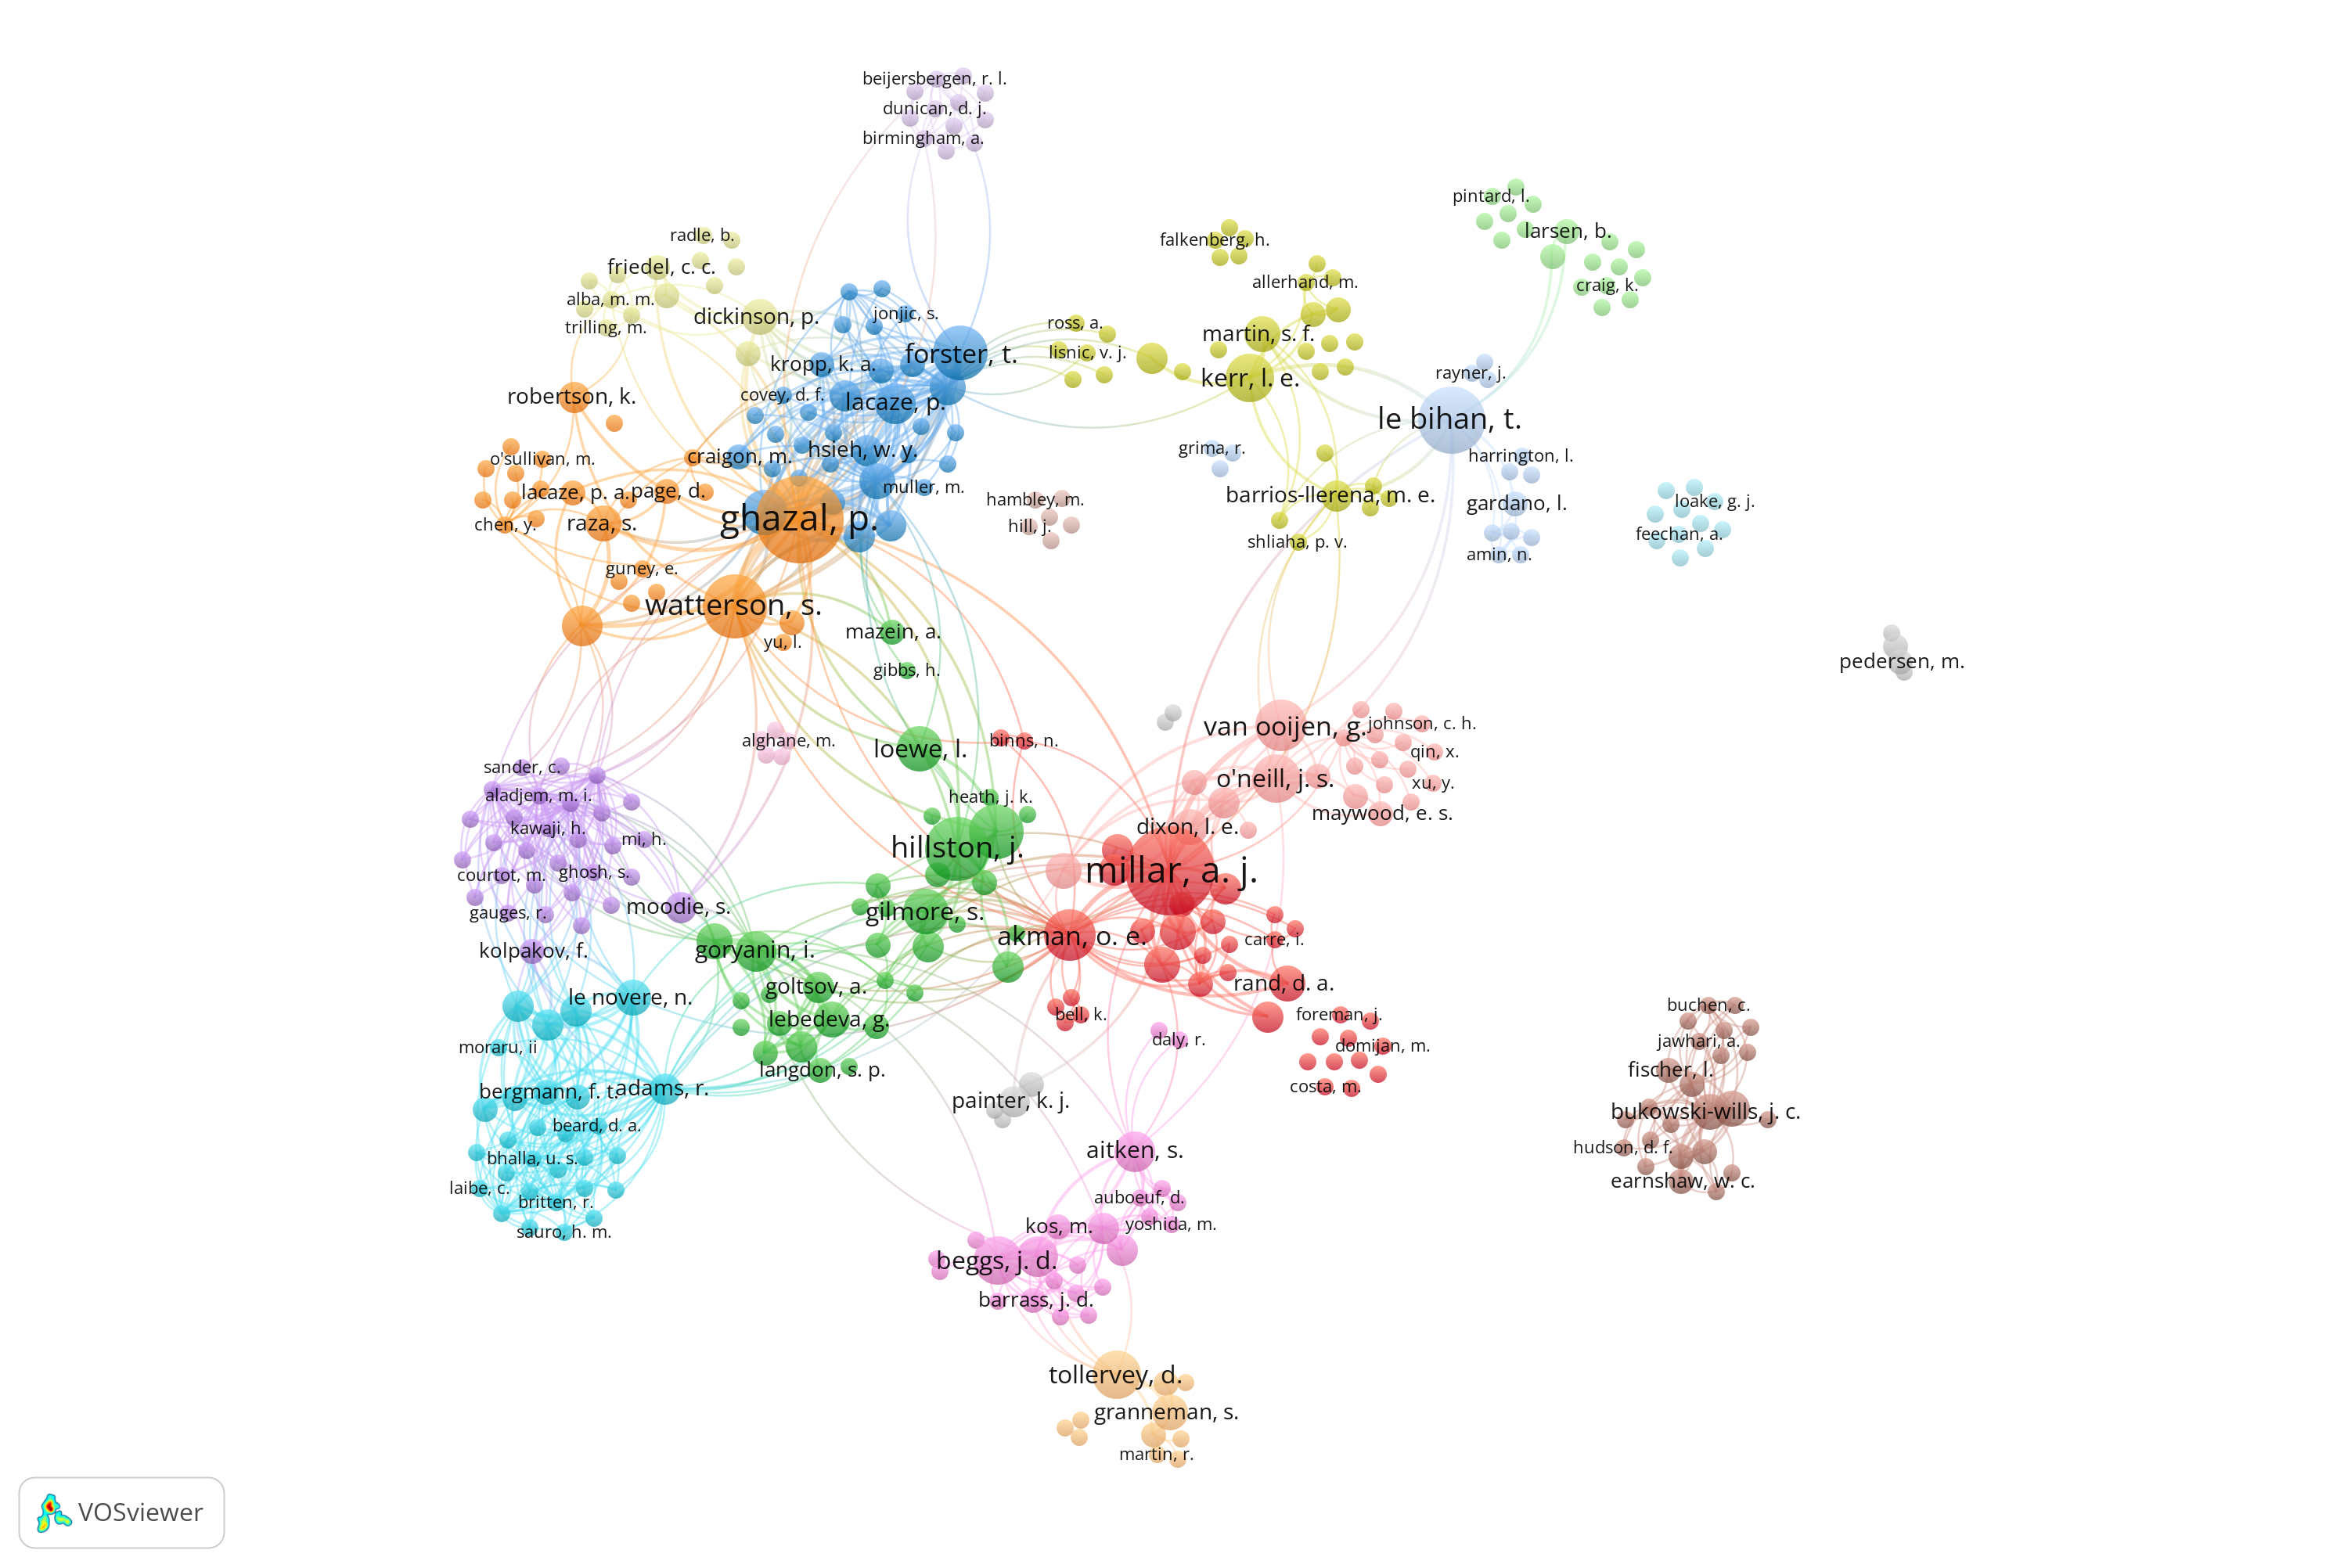 beijersbergen, r. l.
dunican, d. j.
birmingham, a.
pintard, l.
larsen, b.
radle, b.
falkenberg, h.
friedel, c. c.
allerhand, m.
craig, k.
alba, m. m.
jonjic, s.
dickinson, p.
ross, a.
trilling, m.
martin, s. f.
forster, t.
lisnic, v. j.
kropp, k. a.
rayner, j.
kerr, l. e.
robertson, k.
covey, d. f.
lacaze, p.
le bihan, t.
grima, r.
hsieh, w. y.
craigon, m.
harrington, l.
o'sullivan, m.
muller, m.
lacaze, p. a.
page, d.
barrios-llerena, m. e.
hambley, m.
gardano, l.
loake, g. j.
ghazal, p.
chen, y.
raza, s.
hill, j.
feechan, a.
shliaha, p. v.
amin, n.
guney, e.
watterson, s.
yu, l.
mazein, a.
pedersen, m.
gibbs, h.
van ooijen, g.
johnson, c. h.
alghane, m.
loewe, l.
binns, n.
qin, x.
sander, c.
o'neill, j. s.
xu, y.
aladjem, m. i.
heath, j. k.
maywood, e. s.
kawaji, h.
mi, h.
dixon, l. e.
hillston, j.
courtot, m.
ghosh, s.
millar, a. j.
gauges, r.
moodie, s.
gilmore, s.
kolpakov, f.
goryanin, i.
akman, o. e.
carre, i.
le novere, n.
goltsov, a.
rand, d. a.
buchen, c.
lebedeva, g.
bell, k.
foreman, j.
moraru, ii
daly, r.
domijan, m.
jawhari, a.
langdon, s. p.
fischer, l.
bergmann, f. t.
adams, r.
costa, m.
painter, k. j.
bukowski-wills, j. c.
beard, d. a.
bhalla, u. s.
aitken, s.
hudson, d. f.
laibe, c.
earnshaw, w. c.
britten, r.
auboeuf, d.
sauro, h. m.
kos, m.
yoshida, m.
beggs, j. d.
barrass, j. d.
tollervey, d.
granneman, s.
martin, r.
VOSviewer